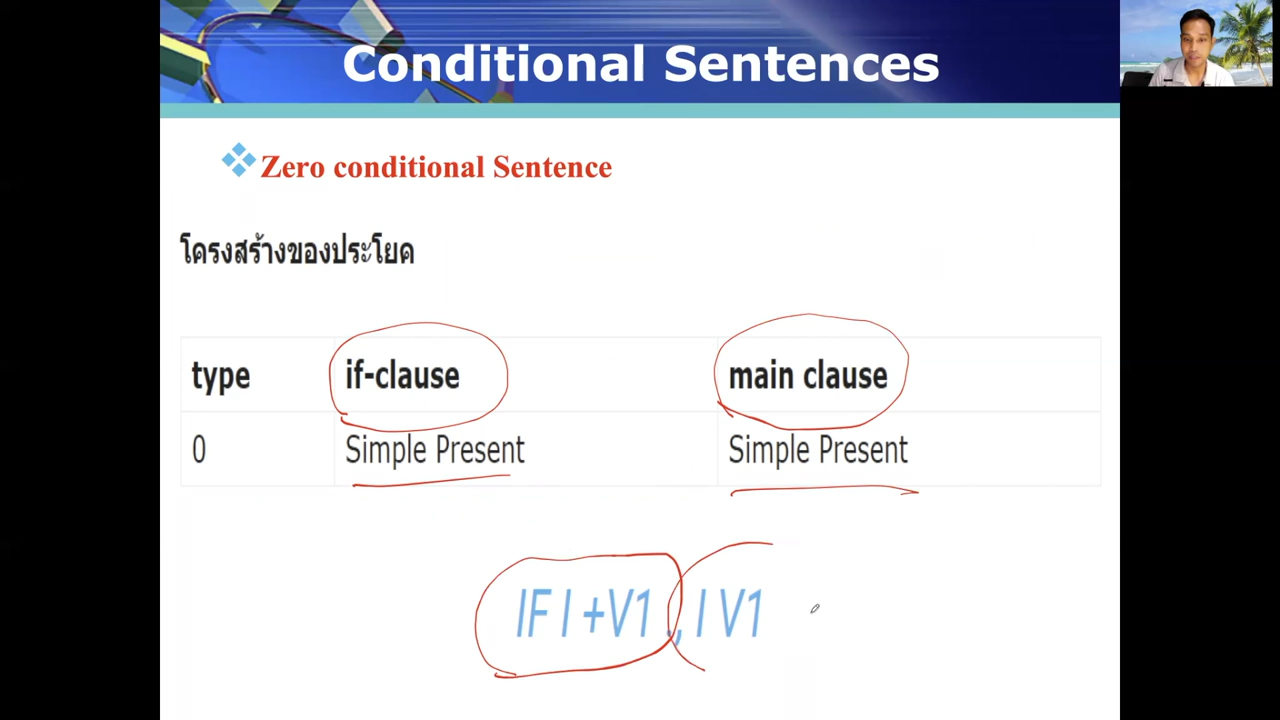 Conditional Sentences
Zero conditional Sentence
โครงสร้างของประโยค
type if-clause main clause
0 Simple Present Simple Present
IF I +V1 ., I V1